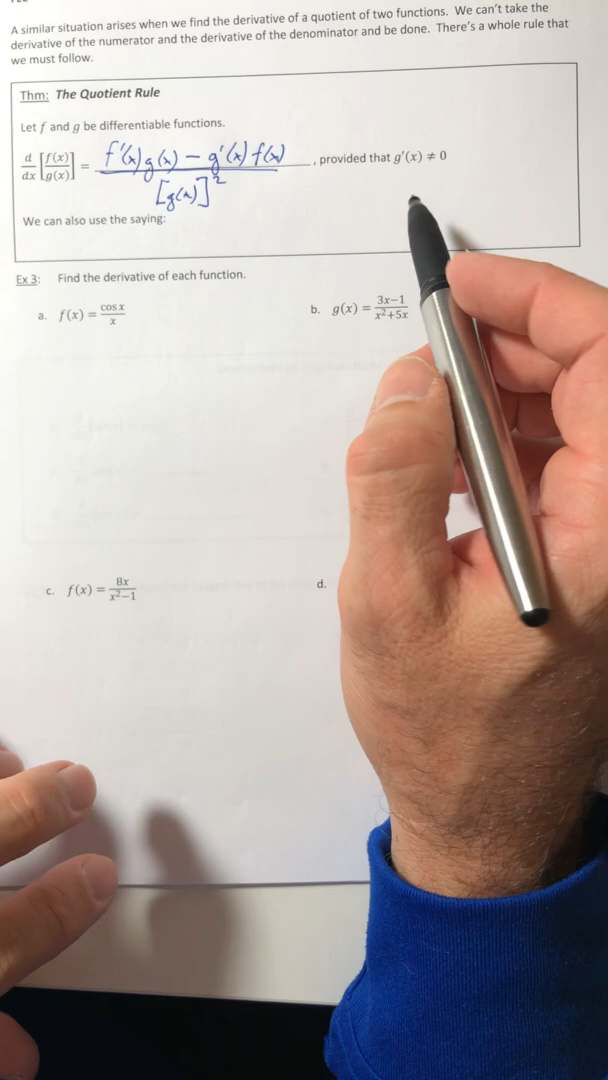 A similar situation arises when we find the derivative of a quotient of two functions. We can't take the
derivative of the numerator and the derivative of the denominator and be done. There's a whole rule that
we must follow.
Thm: The Quotient Rule
Let f and g be differentiable functions.
d/dx [f(x)/g(x)] = f'(x)g(x) − g'(x)f(x) / [g(x)]² , provided that g'(x) ≠ 0
We can also use the saying:
Ex 3: Find the derivative of each function.
a. f(x) = cos x / x
b. g(x) = 3x−1 / x²+5x
c. f(x) = 8x / x²−1
d.